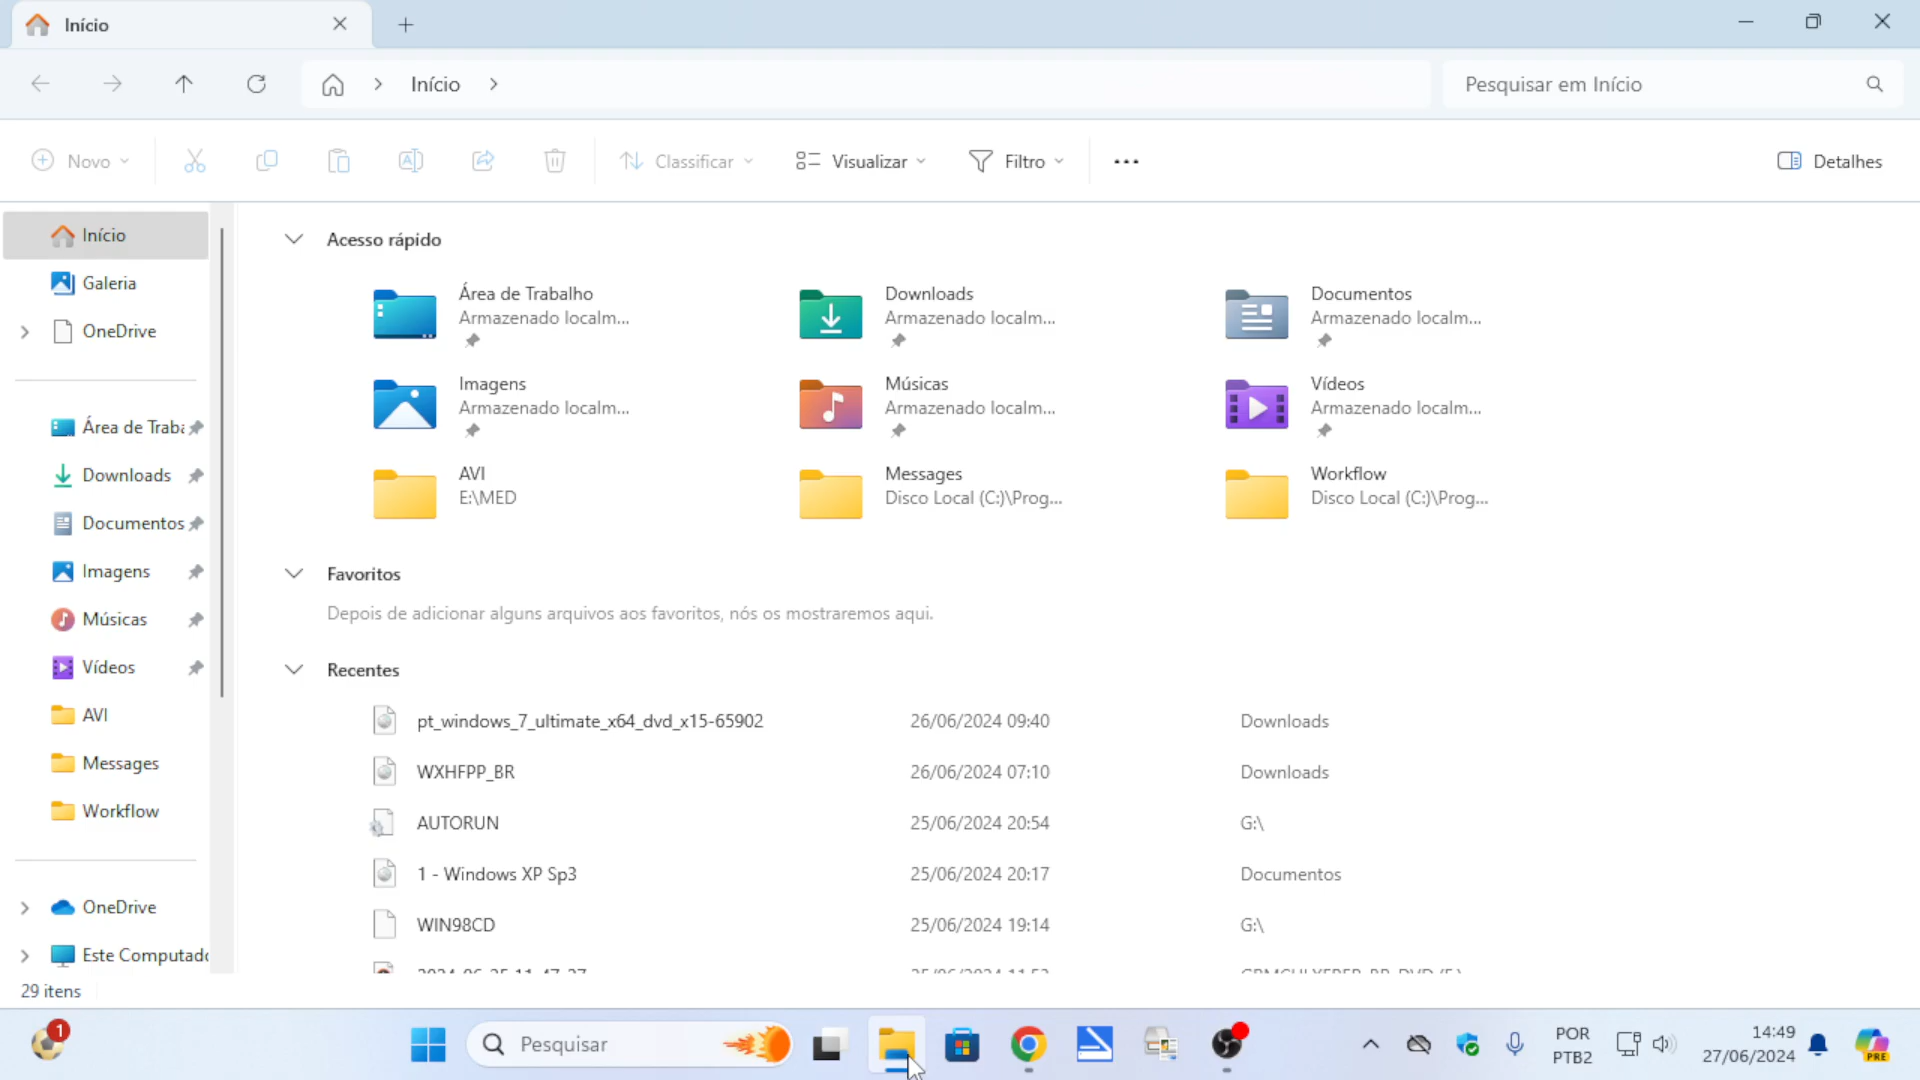 Início
Início
Pesquisar em Início
Novo
Classificar
Visualizar
Filtro
Detalhes
Início
Galeria
OneDrive
Área de Traba
Downloads
Documentos
Imagens
Músicas
Vídeos
AVI
Messages
Workflow
OneDrive
Este Computado
Acesso rápido
Área de Trabalho
Armazenado localm...
Downloads
Armazenado localm...
Documentos
Armazenado localm...
Imagens
Armazenado localm...
Músicas
Armazenado localm...
Vídeos
Armazenado localm...
AVI
E:\MED
Messages
Disco Local (C:)\Prog...
Workflow
Disco Local (C:)\Prog...
Favoritos
Depois de adicionar alguns arquivos aos favoritos, nós os mostraremos aqui.
Recentes
pt_windows_7_ultimate_x64_dvd_x15-65902 26/06/2024 09:40 Downloads
WXHFPP_BR 26/06/2024 07:10 Downloads
AUTORUN 25/06/2024 20:54 G:\
1 - Windows XP Sp3 25/06/2024 20:17 Documentos
WIN98CD 25/06/2024 19:14 G:\
29 itens
1
Pesquisar
POR
PTB2
14:49
27/06/2024
PRE